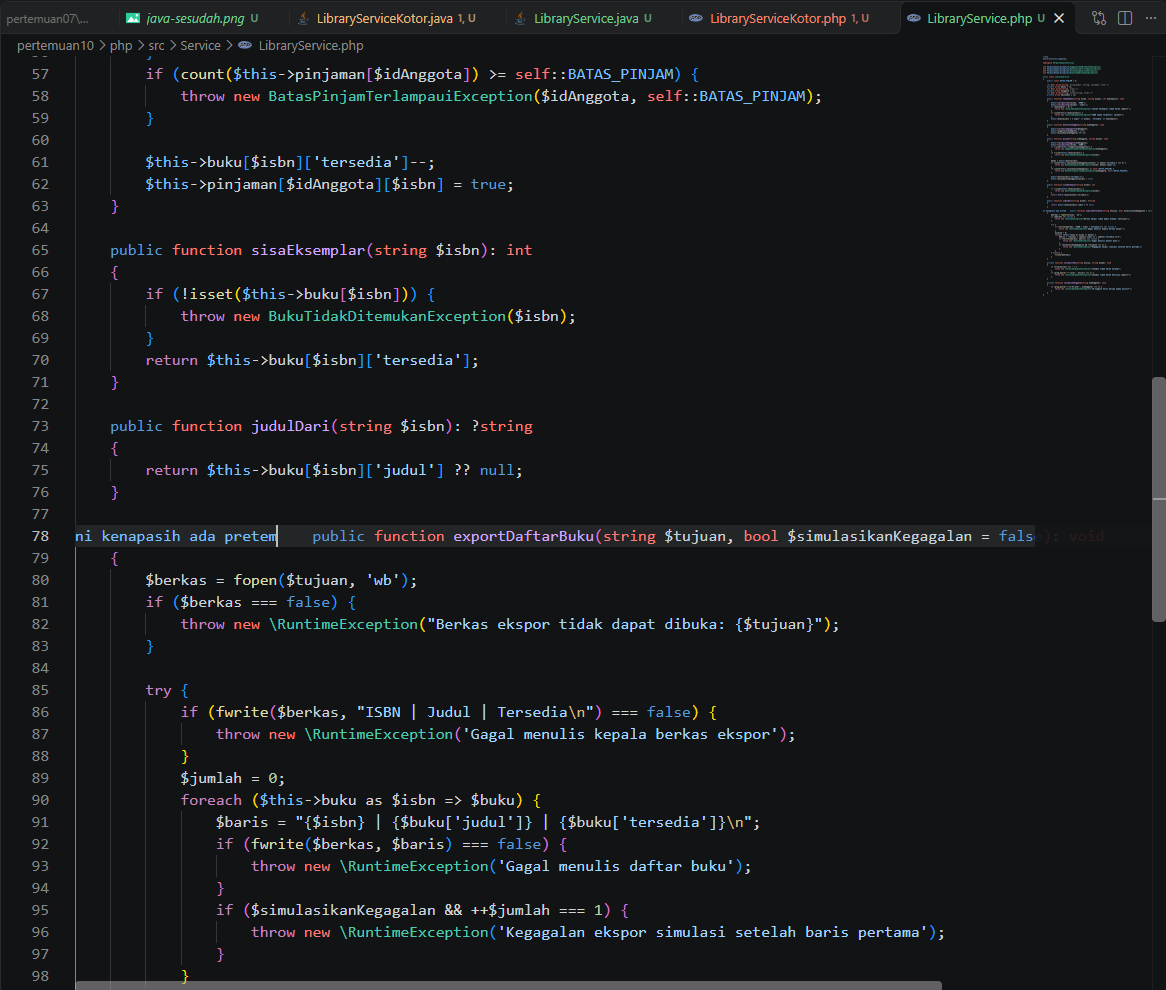 pertemuan07\...
java-sesudah.png U
LibraryServiceKotor.java 1, U
LibraryService.java U
LibraryServiceKotor.php 1, U
LibraryService.php U
pertemuan10 > php > src > Service > LibraryService.php
57 if (count($this->pinjaman[$idAnggota]) >= self::BATAS_PINJAM) {
58 throw new BatasPinjamTerlampauiException($idAnggota, self::BATAS_PINJAM);
59 }
60
61 $this->buku[$isbn]['tersedia']--;
62 $this->pinjaman[$idAnggota][$isbn] = true;
63 }
64
65 public function sisaEksemplar(string $isbn): int
66 {
67 if (!isset($this->buku[$isbn])) {
68 throw new BukuTidakDitemukanException($isbn);
69 }
70 return $this->buku[$isbn]['tersedia'];
71 }
72
73 public function judulDari(string $isbn): ?string
74 {
75 return $this->buku[$isbn]['judul'] ?? null;
76 }
77
78 ni kenapasih ada pretem public function exportDaftarBuku(string $tujuan, bool $simulasikanKegagalan = false): void
79 {
80 $berkas = fopen($tujuan, 'wb');
81 if ($berkas === false) {
82 throw new \RuntimeException("Berkas ekspor tidak dapat dibuka: {$tujuan}");
83 }
84
85 try {
86 if (fwrite($berkas, "ISBN | Judul | Tersedia\n") === false) {
87 throw new \RuntimeException('Gagal menulis kepala berkas ekspor');
88 }
89 $jumlah = 0;
90 foreach ($this->buku as $isbn => $buku) {
91 $baris = "{$isbn} | {$buku['judul']} | {$buku['tersedia']}\n";
92 if (fwrite($berkas, $baris) === false) {
93 throw new \RuntimeException('Gagal menulis daftar buku');
94 }
95 if ($simulasikanKegagalan && ++$jumlah === 1) {
96 throw new \RuntimeException('Kegagalan ekspor simulasi setelah baris pertama');
97 }
98 }